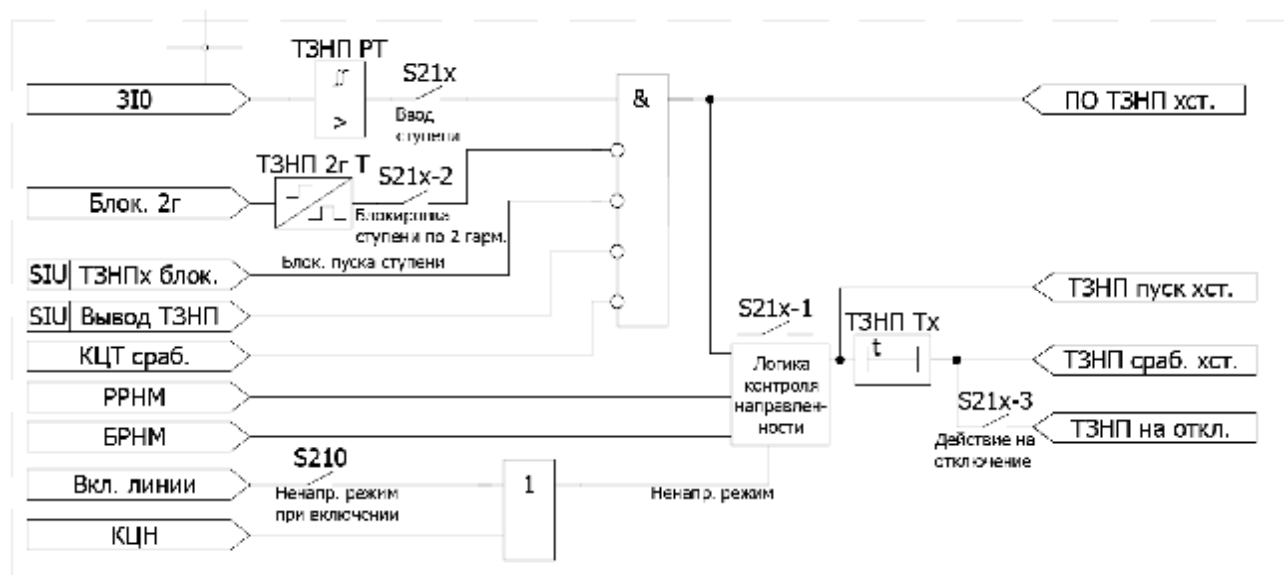 ТЗНП РТ
3I0
>
S21x
Ввод
ступени
&
ПО ТЗНП хст.
ТЗНП 2г Т
Блок. 2г
S21x-2
Блокировка
ступени по 2 гарм.
SIU ТЗНПх блок.
Блок. пуска ступени
SIU Вывод ТЗНП
КЦТ сраб.
РРНМ
БРНМ
S21x-1
Логика
контроля
направлен-
ности
ТЗНП Тх
t
ТЗНП пуск хст.
ТЗНП сраб. хст.
S21x-3
Действие на
отключение
ТЗНП на откл.
Вкл. линии
S210
Ненапр. режим
при включении
1
Ненапр. режим
КЦН